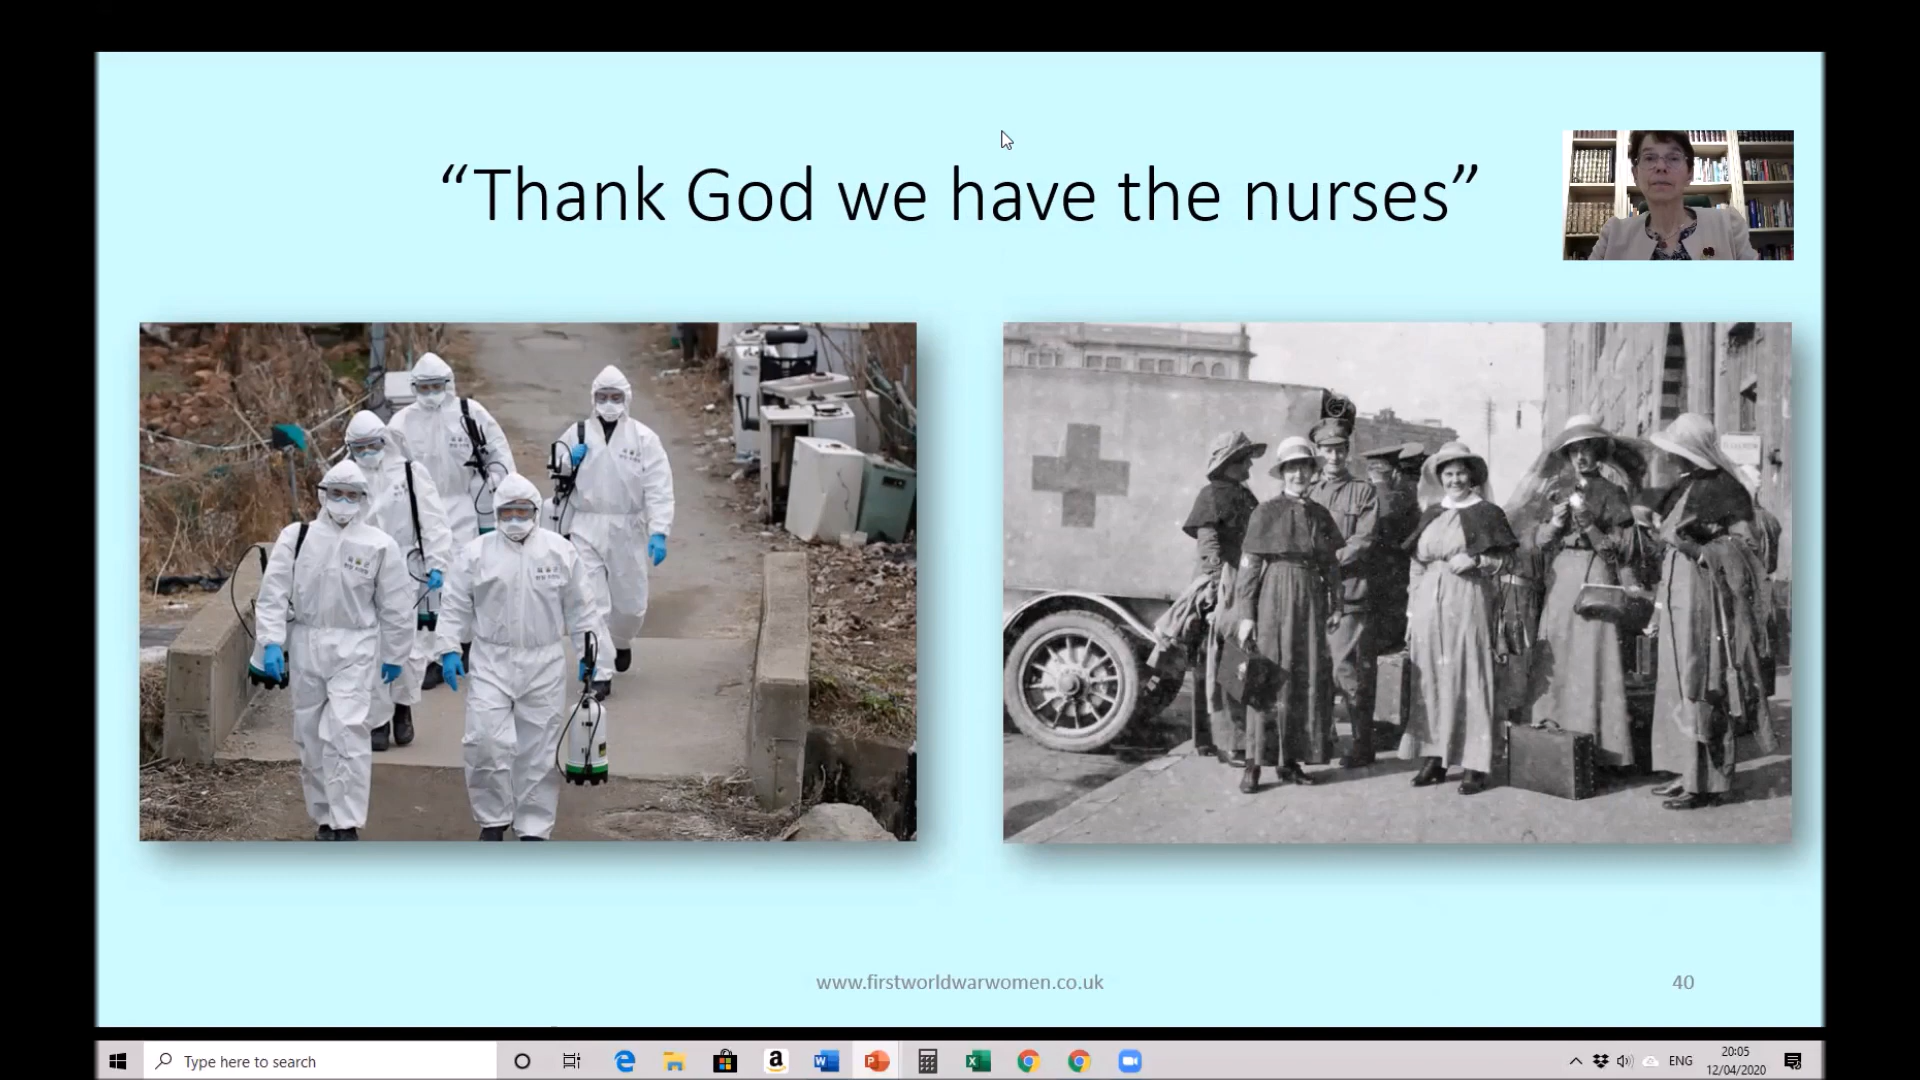 “Thank God we have the nurses”
www.firstworldwarwomen.co.uk
40
Type here to search
ENG
20:05
12/04/2020